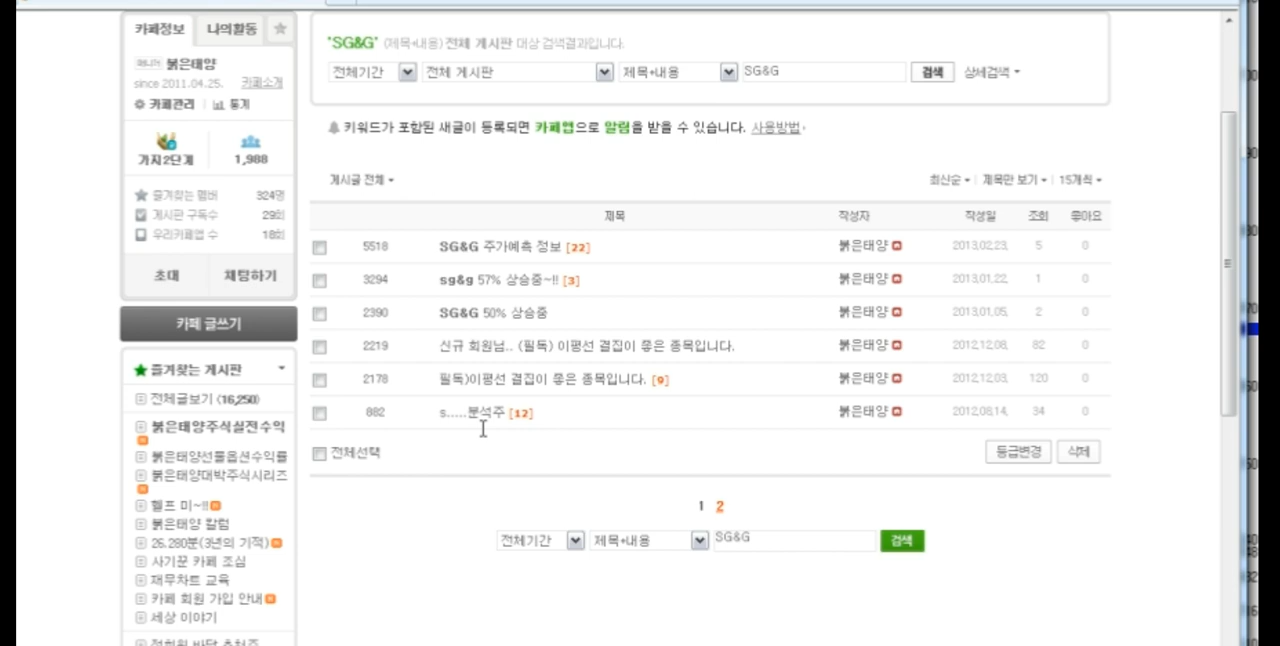 카페정보 나의활동
매니저 붉은태양
since 2011.04.25. 카페소개
카페관리 통계
가지2단계 1,988
즐겨찾는 멤버 324명
게시판 구독수 29회
우리카페앱 수 18회
초대 채팅하기
카페 글쓰기
즐겨찾는 게시판
전체글보기 (16,250)
붉은태양주식실전수익
붉은태양선물옵션수익률
붉은태양대박주식시리즈
헬프 미~!!
붉은태양 칼럼
26,280분(3년의 기적)
사기꾼 카페 조심
재무차트 교육
카페 회원 가입 안내
세상 이야기
'SG&G' (제목+내용) 전체 게시판 대상 검색결과입니다.
전체기간 전체 게시판 제목+내용 SG&G 검색 상세검색
키워드가 포함된 새글이 등록되면 카페앱으로 알림을 받을 수 있습니다. 사용방법
게시글 전체 최신순 제목만 보기 15개씩
제목 작성자 작성일 조회 좋아요
5518 SG&G 주가예측 정보 [22] 붉은태양 2013.02.23. 5 0
3294 sg&g 57% 상승중~!! [3] 붉은태양 2013.01.22. 1 0
2390 SG&G 50% 상승중 붉은태양 2013.01.05. 2 0
2219 신규 회원님.. (필독) 이평선 결집이 좋은 종목입니다. 붉은태양 2012.12.08. 82 0
2178 필독)이평선 결집이 좋은 종목입니다. [9] 붉은태양 2012.12.03. 120 0
882 s.....분석주 [12] 붉은태양 2012.08.14. 34 0
전체선택 등급변경 삭제
1 2
전체기간 제목+내용 SG&G 검색